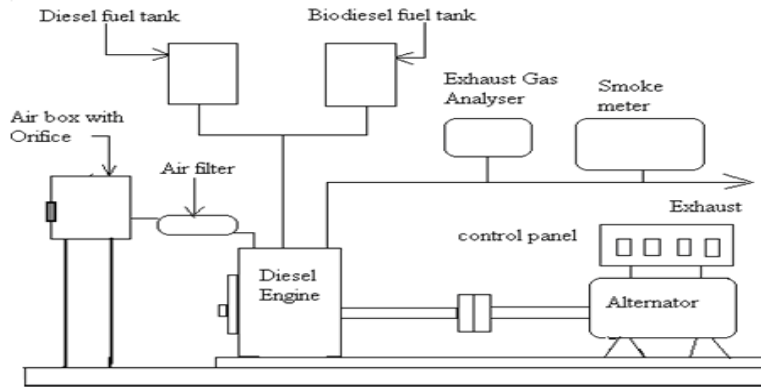 Diesel fuel tank
Biodiesel fuel tank
Exhaust Gas
Analyser
Smoke
meter
Air box with
Orifice
Air filter
Exhaust
control panel
Diesel
Engine
Alternator